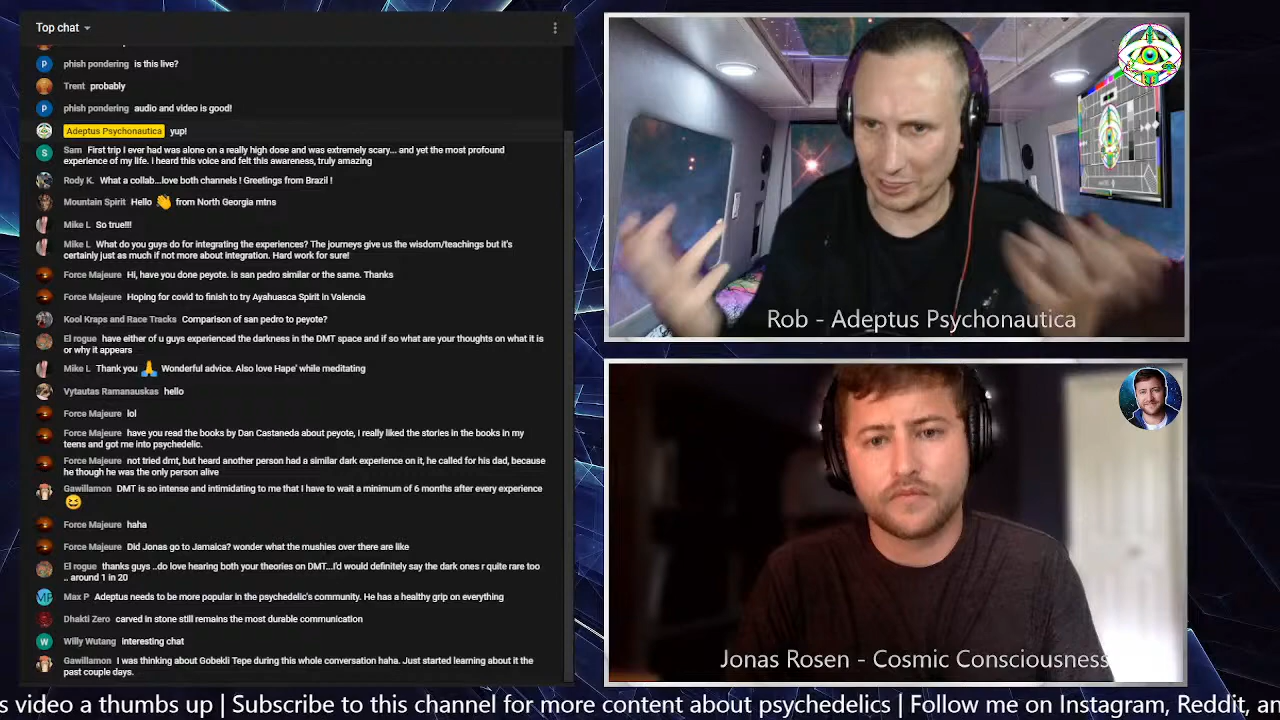 Top chat
phish pondering is this live?
Trent probably
phish pondering audio and video is good!
Adeptus Psychonautica yup!
Sam First trip I ever had was alone on a really high dose and was extremely scary... and yet the most profound
experience of my life. I heard this voice and felt this awareness, truly amazing
Rody K. What a collab...love both channels ! Greetings from Brazil !
Mountain Spirit Hello 👋 from North Georgia mtns
Mike L So true!!!
Mike L What do you guys do for integrating the experiences? The journeys give us the wisdom/teachings but it's
certainly just as much if not more about integration. Hard work for sure!
Force Majeure Hi, have you done peyote. is san pedro similar or the same. Thanks
Force Majeure Hoping for covid to finish to try Ayahuasca Spirit in Valencia
Kool Kraps and Race Tracks Comparison of san pedro to peyote?
El rogue have either of u guys experienced the darkness in the DMT space and if so what are your thoughts on what it is
or why it appears
Mike L Thank you 🙏 Wonderful advice. Also love Hape' while meditating
Vytautas Ramanauskas hello
Force Majeure lol
Force Majeure have you read the books by Dan Castaneda about peyote, I really liked the stories in the books in my
teens and got me into psychedelic.
Force Majeure not tried dmt, but heard another person had a similar dark experience on it, he called for his dad, because
he though he was the only person alive
Gawillamon DMT is so intense and intimidating to me that I have to wait a minimum of 6 months after every experience
😆
Force Majeure haha
Force Majeure Did Jonas go to Jamaica? wonder what the mushies over there are like
El rogue thanks guys ..do love hearing both your theories on DMT...I'd would definitely say the dark ones r quite rare too
.. around 1 in 20
Max P Adeptus needs to be more popular in the psychedelic's community. He has a healthy grip on everything
Dhakti Zero carved in stone still remains the most durable communication
Willy Wutang interesting chat
Gawillamon I was thinking about Gobekli Tepe during this whole conversation haha. Just started learning about it the
past couple days.
Rob - Adeptus Psychonautica
Jonas Rosen - Cosmic Consciousness
s video a thumbs up | Subscribe to this channel for more content about psychedelics | Follow me on Instagram, Reddit, an